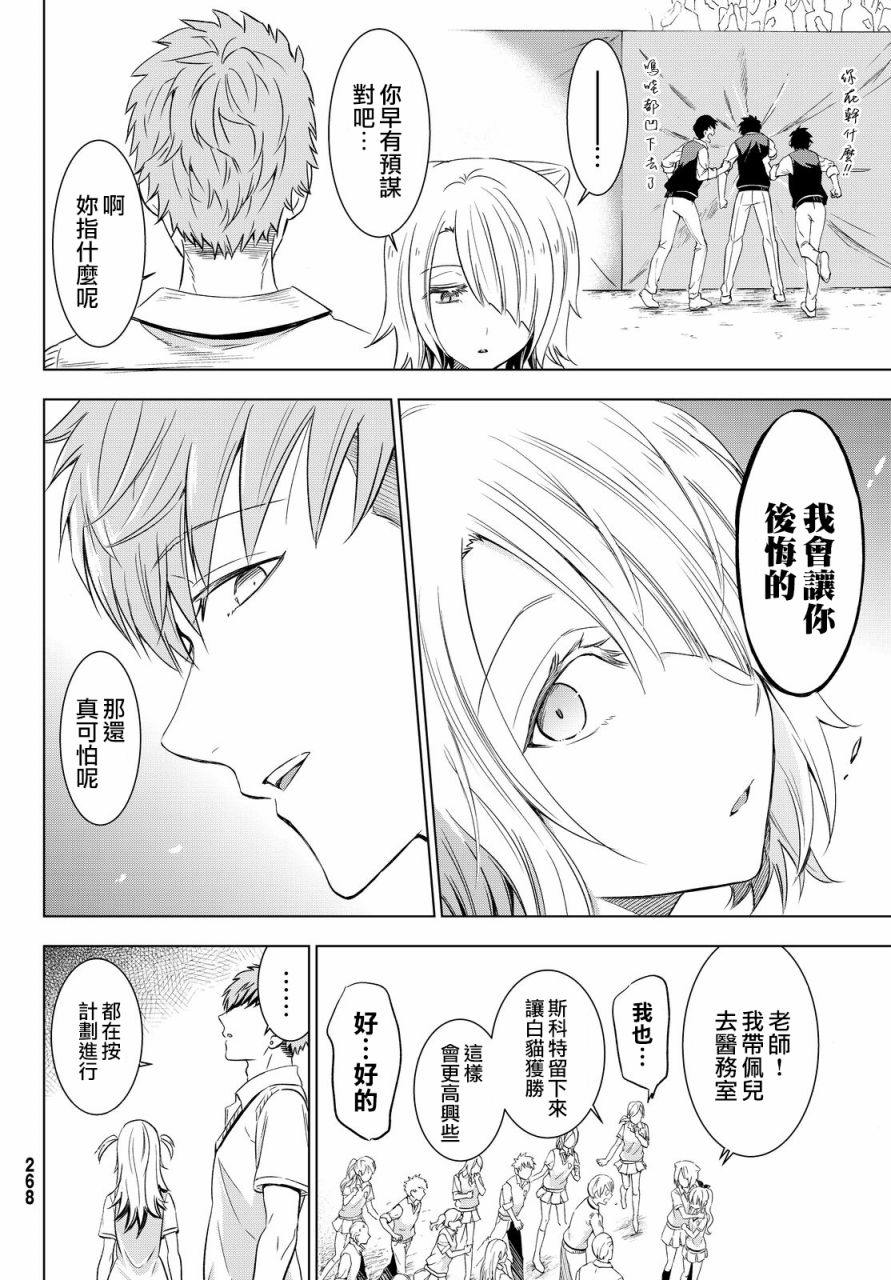 你在幹什麼!!
嗚哇都凹下去了
——…
你早有預謀
對吧…
啊
妳指什麼呢
我會讓你
後悔的
那還
真可怕呢
老師！
我帶佩兒
去醫務室
我也…
斯科特留下來
讓白貓獲勝
這樣
會更高興些
好…好的
……
都在按
計劃進行
268